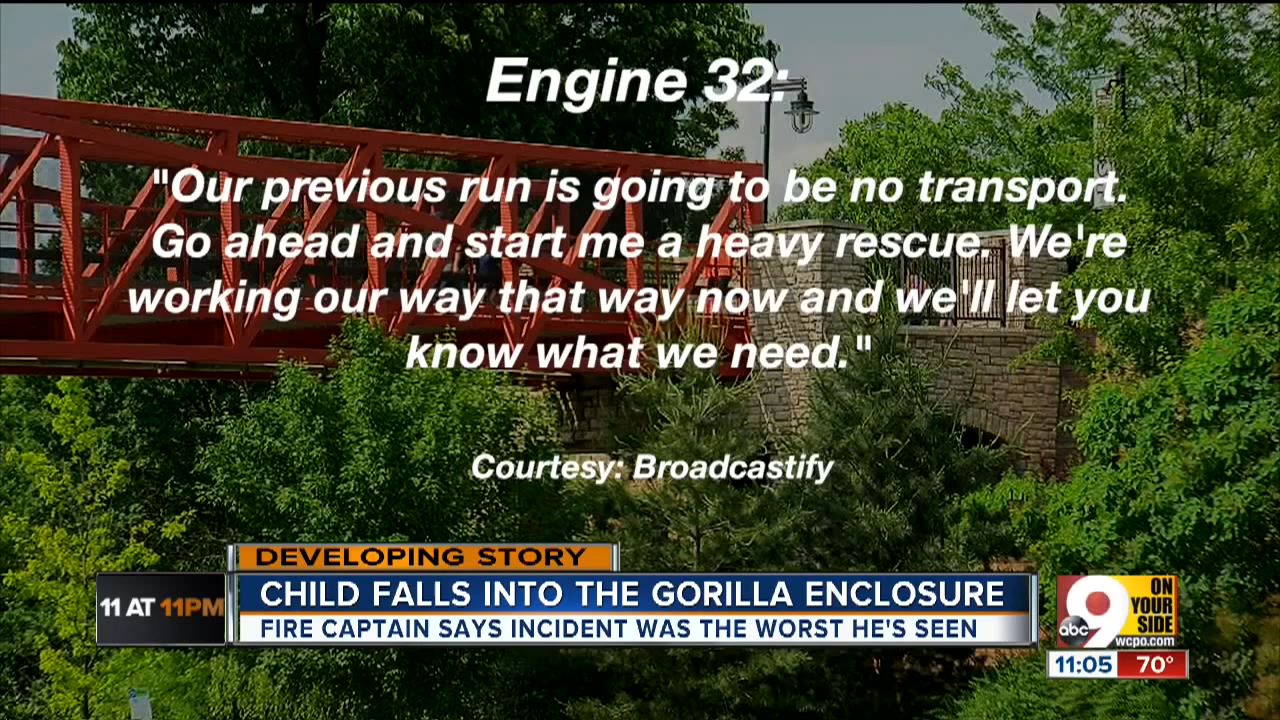 Engine 32:
"Our previous run is going to be no transport.
Go ahead and start me a heavy rescue. We're
working our way that way now and we'll let you
know what we need."
Courtesy: Broadcastify
DEVELOPING STORY
11 AT 11PM
CHILD FALLS INTO THE GORILLA ENCLOSURE
FIRE CAPTAIN SAYS INCIDENT WAS THE WORST HE'S SEEN
abc 9 ON
YOUR
SIDE
wcpo.com
11:05 70°